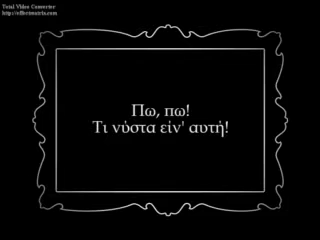 Total Video Converter
http://effectmatrix.com
Πω, πω!
Τι νύστα είν' αυτή!